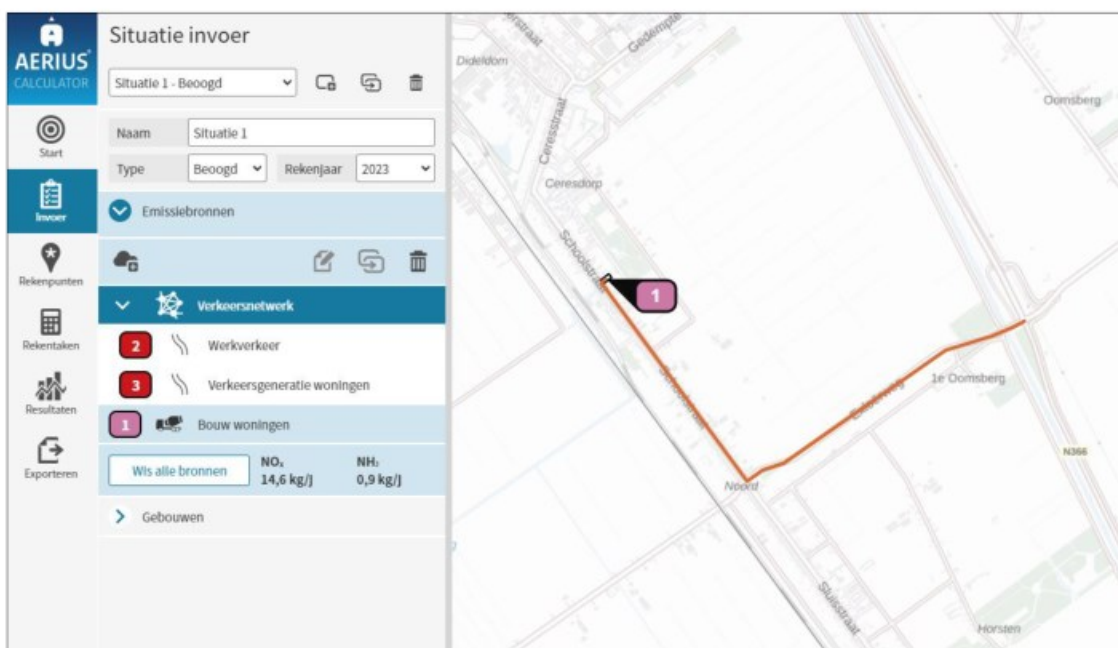 AERIUS
CALCULATOR
Start
Invoer
Rekenpunten
Rekentaken
Resultaten
Exporteren
Situatie invoer
Situatie 1 - Beoogd
Naam Situatie 1
Type Beoogd Rekenjaar 2023
Emissiebronnen
Verkeersnetwerk
2 Werkverkeer
3 Verkeersgeneratie woningen
1 Bouw woningen
Wis alle bronnen
NOₓ
14,6 kg/j
NH₃
0,9 kg/j
Gebouwen
Dideldom
Ceresstraat
Ceresdorp
Schoolstraat
1
Schoolstraat
Noord
1e Oomsberg
Oomsberg
N366
Sluisstraat
Horsten